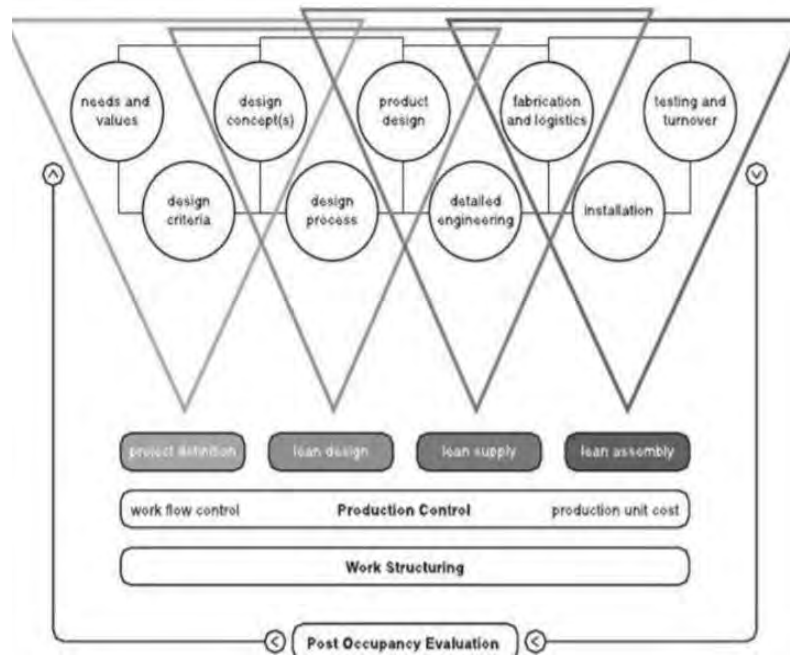 needs and
values
design
concept(s)
product
design
fabrication
and logistics
testing and
turnover
design
criteria
design
process
detailed
engineering
installation
project definition
lean design
lean supply
lean assembly
work flow control
Production Control
production unit cost
Work Structuring
Post Occupancy Evaluation